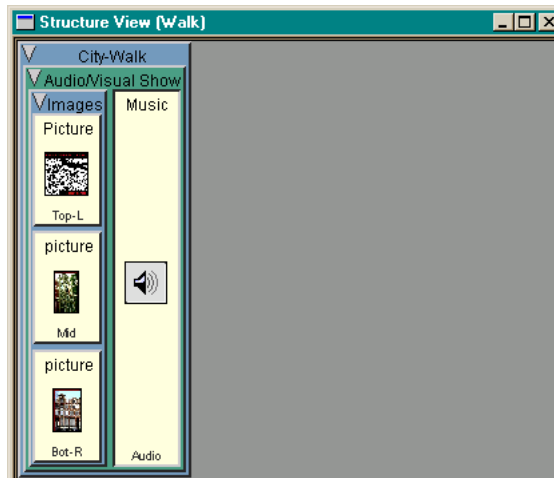 Structure View (Walk)
City-Walk
Audio/Visual Show
Images
Music
Picture
Top-L
picture
Mid
picture
Bot-R
Audio